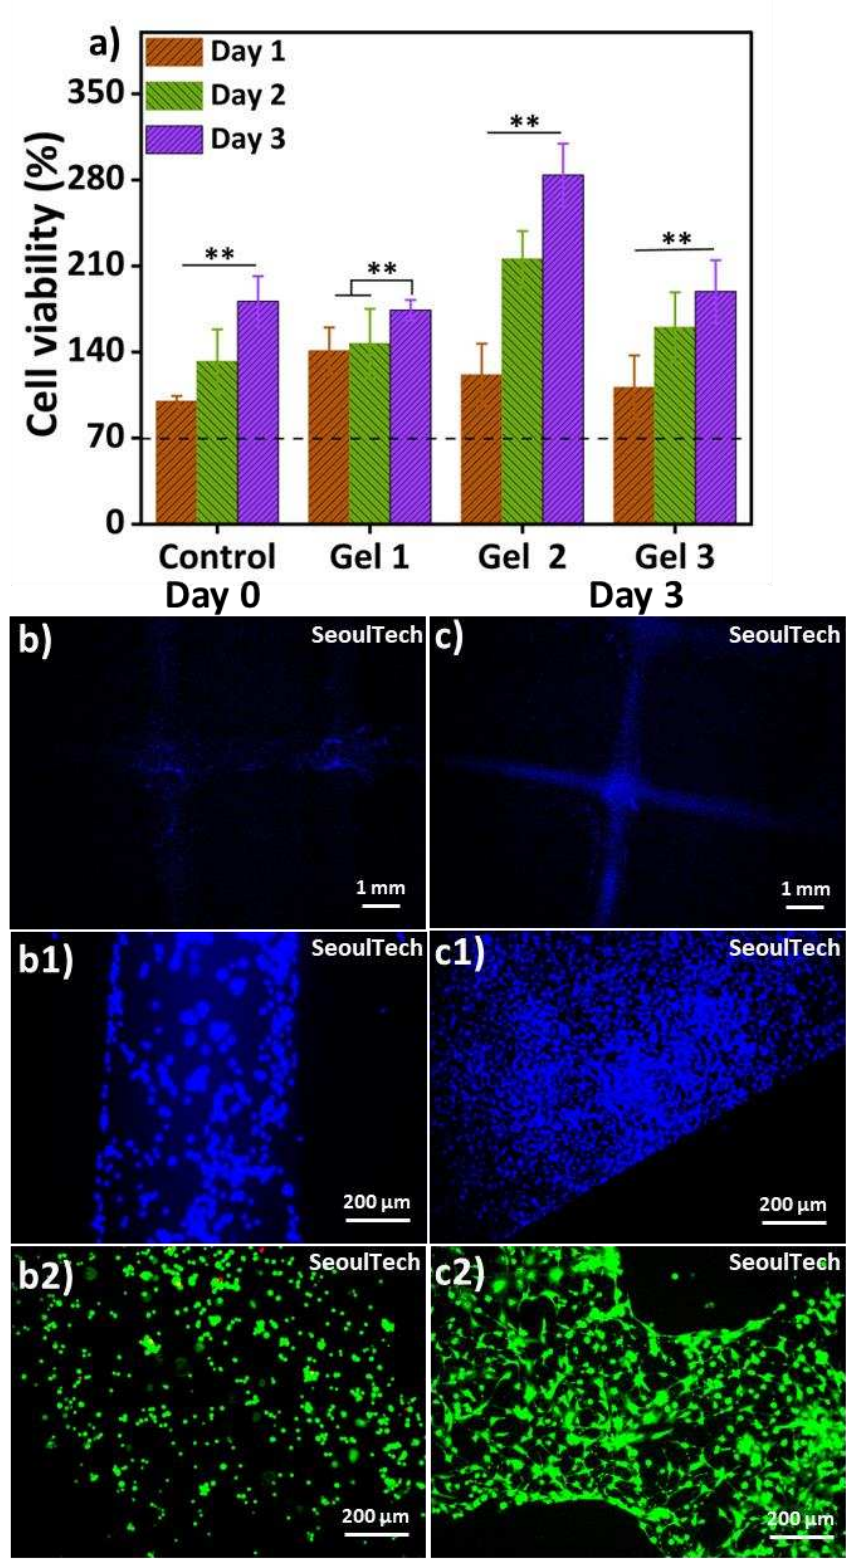 a)
Day 1
Day 2
Day 3
Cell viability (%)
350
280
210
140
70
0
**
**
**
**
Control
Gel 1
Gel 2
Gel 3
Day 0
Day 3
b)
SeoulTech
1 mm
c)
SeoulTech
1 mm
b1)
SeoulTech
200 µm
c1)
SeoulTech
200 µm
b2)
SeoulTech
200 µm
c2)
SeoulTech
200 µm